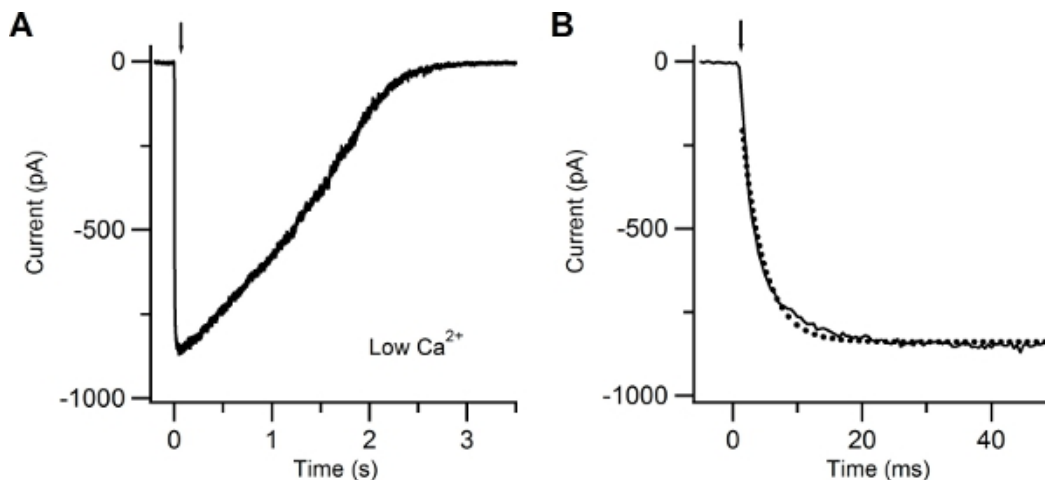 A
0
-500
-1000
Current (pA)
Low Ca²⁺
0 1 2 3
Time (s)
B
0
-500
-1000
Current (pA)
0 20 40
Time (ms)